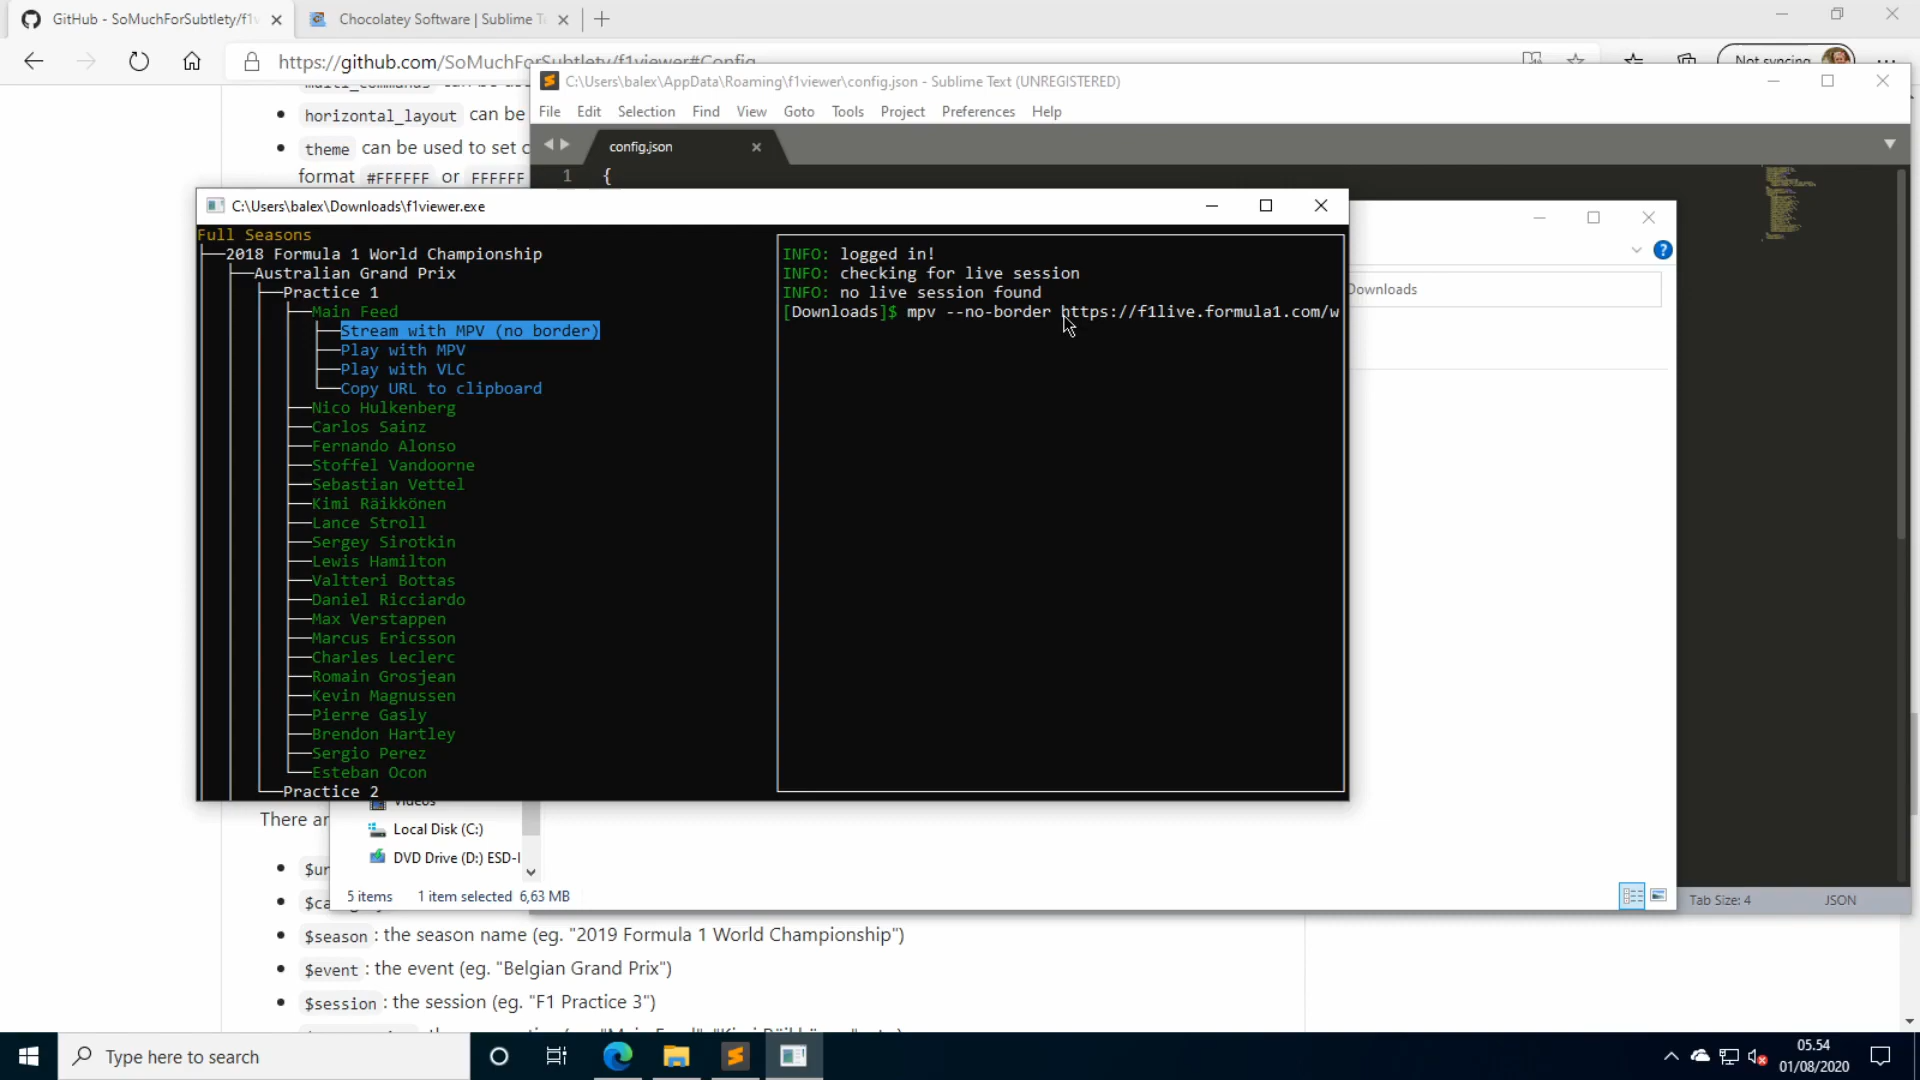 GitHub - SoMuchForSubtlety/f1v
Chocolatey Software | Sublime T
https://github.com/SoMuchForSubtlety/f1viewer#Config
Not syncing
horizontal_layout can be
theme can be used to set c
format #FFFFFF or FFFFFF
C:\Users\balex\AppData\Roaming\f1viewer\config.json - Sublime Text (UNREGISTERED)
File Edit Selection Find View Goto Tools Project Preferences Help
config.json
1 {
C:\Users\balex\Downloads\f1viewer.exe
Full Seasons
2018 Formula 1 World Championship
Australian Grand Prix
Practice 1
Main Feed
Stream with MPV (no border)
Play with MPV
Play with VLC
Copy URL to clipboard
Nico Hulkenberg
Carlos Sainz
Fernando Alonso
Stoffel Vandoorne
Sebastian Vettel
Kimi Räikkönen
Lance Stroll
Sergey Sirotkin
Lewis Hamilton
Valtteri Bottas
Daniel Ricciardo
Max Verstappen
Marcus Ericsson
Charles Leclerc
Romain Grosjean
Kevin Magnussen
Pierre Gasly
Brendon Hartley
Sergio Perez
Esteban Ocon
Practice 2
INFO: logged in!
INFO: checking for live session
INFO: no live session found
[Downloads]$ mpv --no-border https://f1live.formula1.com/w
Downloads
Videos
Local Disk (C:)
DVD Drive (D:) ESD-I
5 items 1 item selected 6,63 MB
Tab Size: 4 JSON
There ar
$ur
$ca
$season: the season name (eg. "2019 Formula 1 World Championship")
$event: the event (eg. "Belgian Grand Prix")
$session: the session (eg. "F1 Practice 3")
Type here to search
05.54
01/08/2020